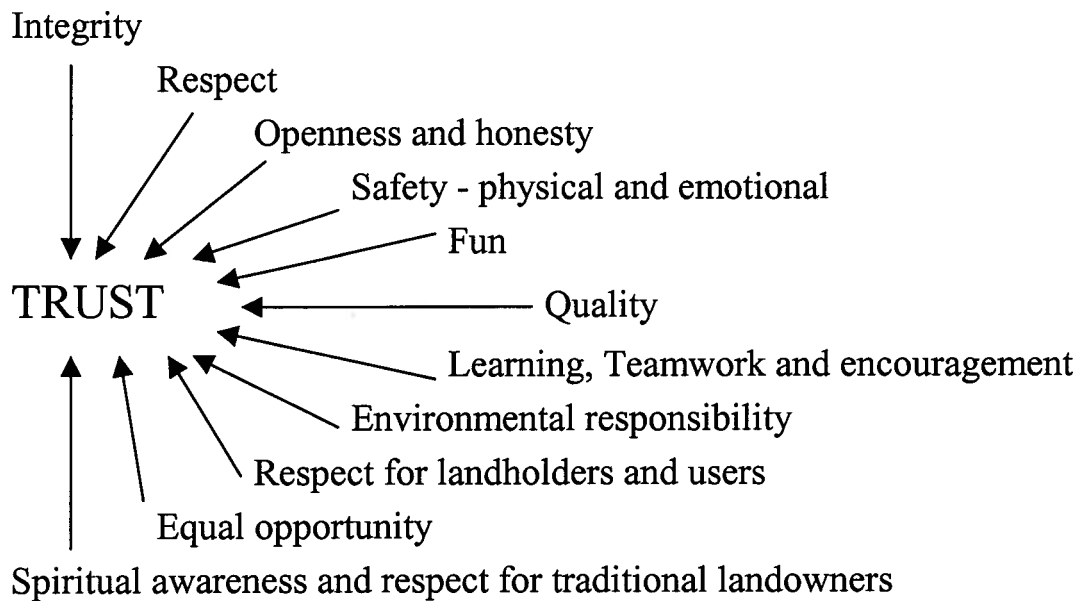 Integrity
Respect
Openness and honesty
Safety - physical and emotional
Fun
TRUST
Quality
Learning, Teamwork and encouragement
Environmental responsibility
Respect for landholders and users
Equal opportunity
Spiritual awareness and respect for traditional landowners